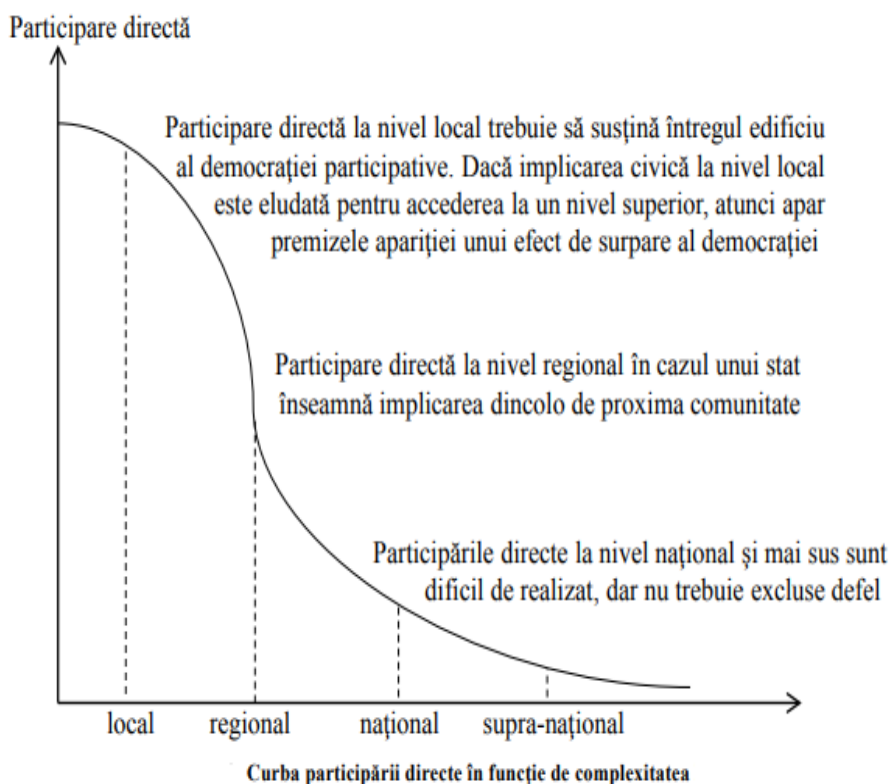 Participare directă
Participare directă la nivel local trebuie să susțină întregul edificiu
al democrației participative. Dacă implicarea civică la nivel local
este eludată pentru accederea la un nivel superior, atunci apar
premizele apariției unui efect de surpare al democrației
Participare directă la nivel regional în cazul unui stat
înseamnă implicarea dincolo de proxima comunitate
Participările directe la nivel național și mai sus sunt
dificil de realizat, dar nu trebuie excluse defel
local regional național supra-național
Curba participării directe în funcție de complexitatea